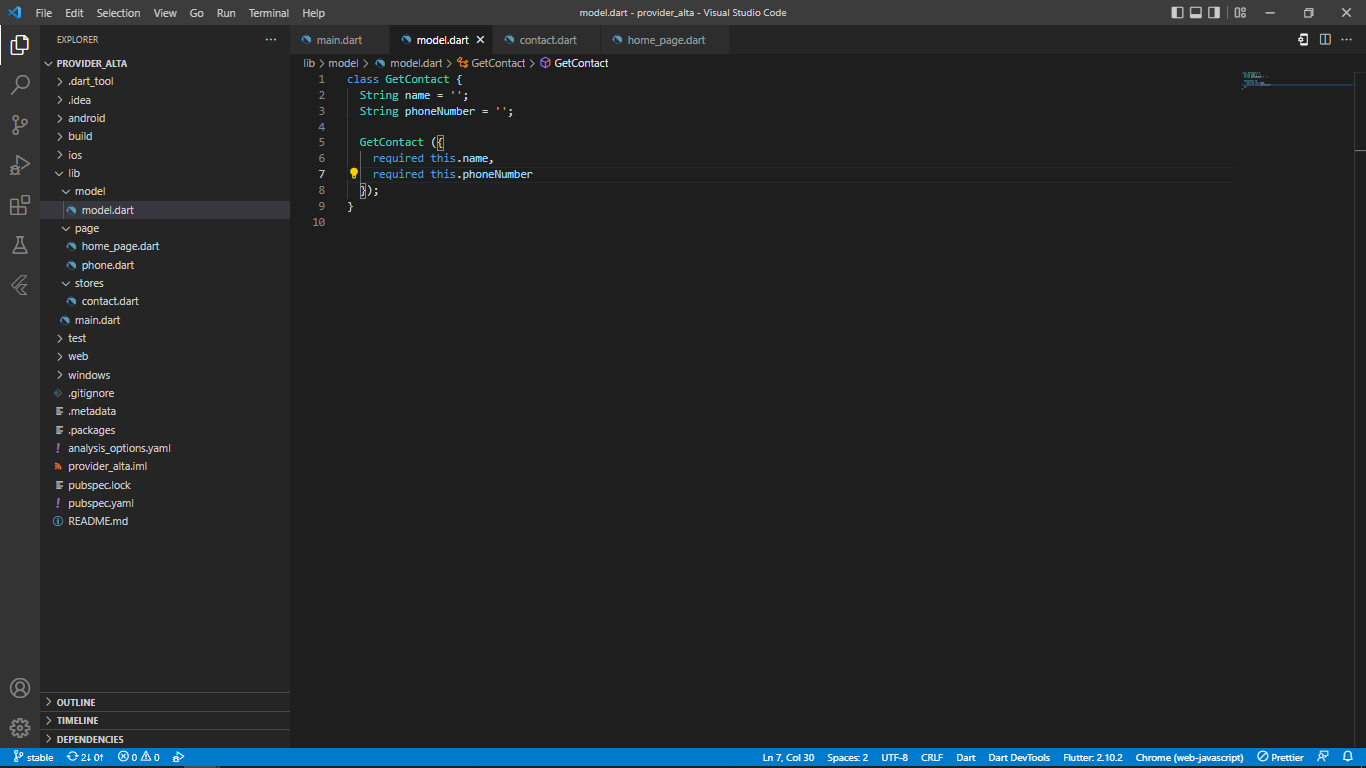 File Edit Selection View Go Run Terminal Help
model.dart - provider_alta - Visual Studio Code
EXPLORER
PROVIDER_ALTA
.dart_tool
.idea
android
build
ios
lib
model
model.dart
page
home_page.dart
phone.dart
stores
contact.dart
main.dart
test
web
windows
.gitignore
.metadata
.packages
analysis_options.yaml
provider_alta.iml
pubspec.lock
pubspec.yaml
README.md
OUTLINE
TIMELINE
DEPENDENCIES
main.dart model.dart contact.dart home_page.dart
lib > model > model.dart > GetContact > GetContact
1 class GetContact {
2 String name = '';
3 String phoneNumber = '';
4
5 GetContact ({
6 required this.name,
7 required this.phoneNumber
8 });
9 }
10
stable 2↓ 0↑ 0 0 Ln 7, Col 30 Spaces: 2 UTF-8 CRLF Dart Dart DevTools Flutter: 2.10.2 Chrome (web-javascript) Prettier